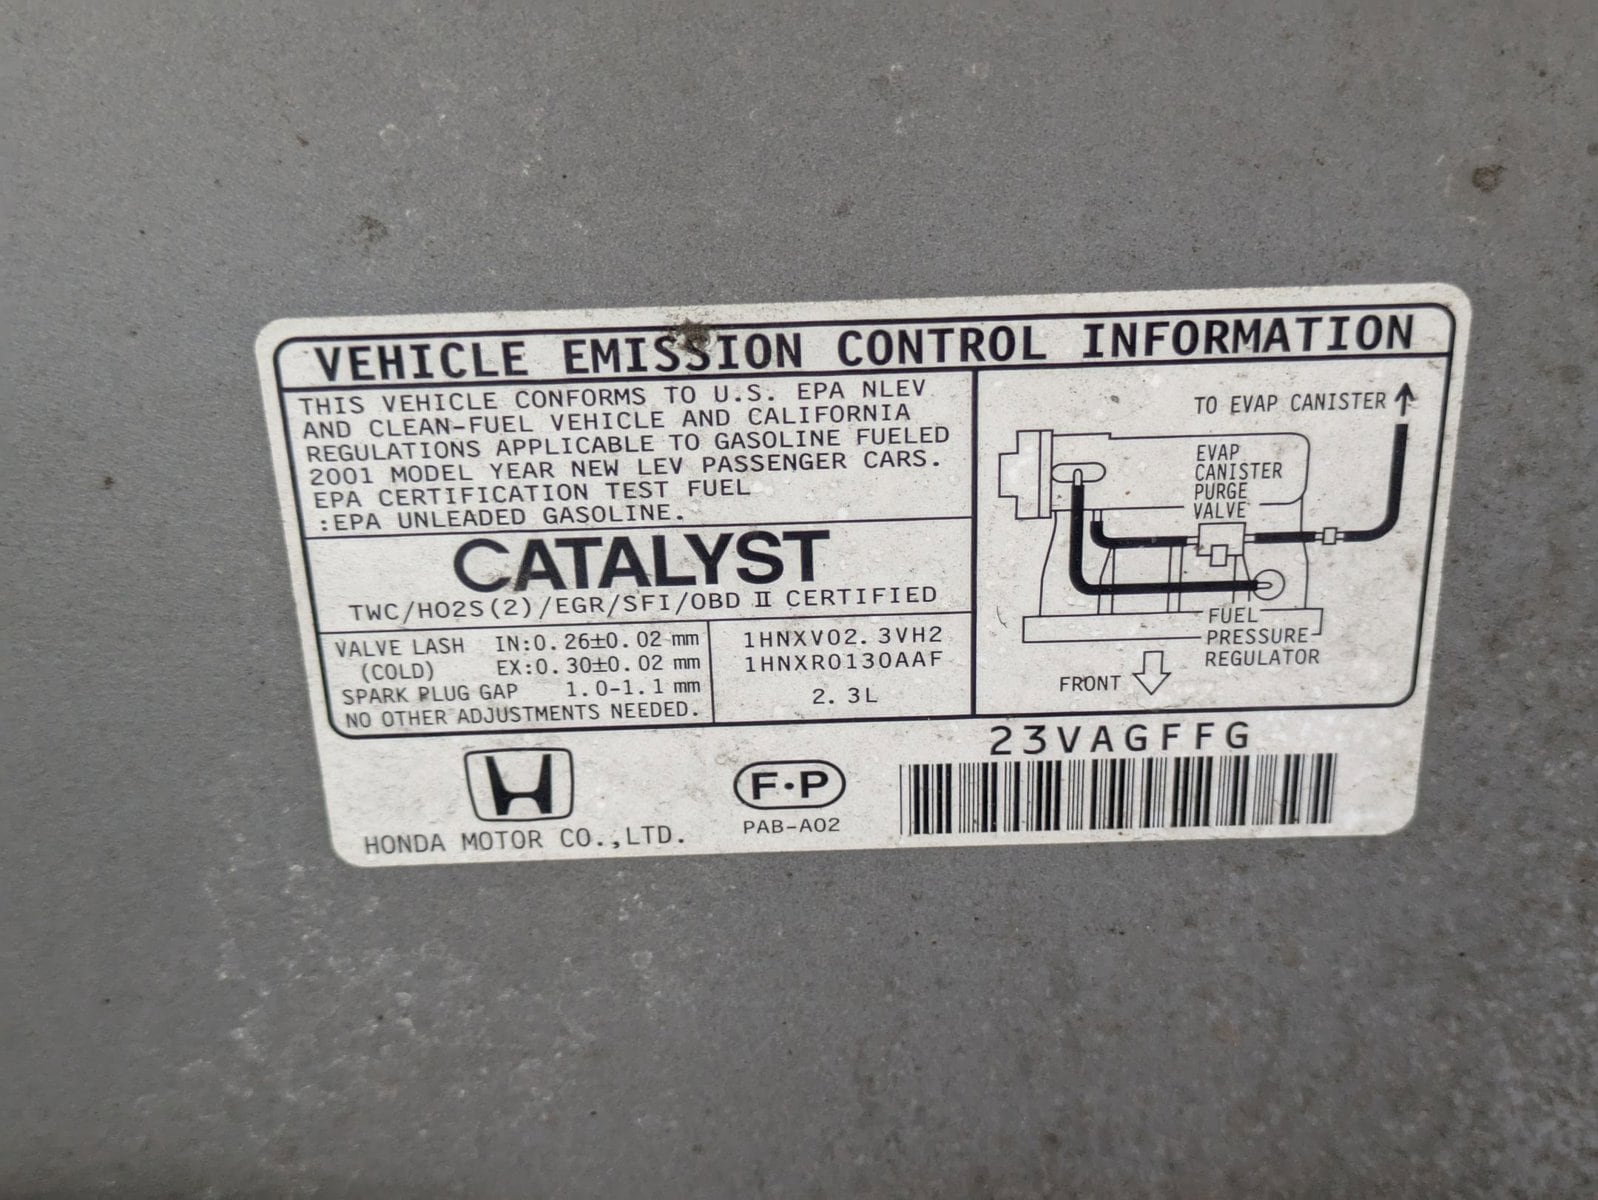 VEHICLE EMISSION CONTROL INFORMATION
THIS VEHICLE CONFORMS TO U.S. EPA NLEV
AND CLEAN-FUEL VEHICLE AND CALIFORNIA
REGULATIONS APPLICABLE TO GASOLINE FUELED
2001 MODEL YEAR NEW LEV PASSENGER CARS.
EPA CERTIFICATION TEST FUEL
:EPA UNLEADED GASOLINE.
CATALYST
TWC/HO2S(2)/EGR/SFI/OBD II CERTIFIED
VALVE LASH IN:0.26±0.02 mm
(COLD) EX:0.30±0.02 mm
SPARK PLUG GAP 1.0-1.1 mm
NO OTHER ADJUSTMENTS NEEDED.
1HNXV02.3VH2
1HNXR0130AAF
2.3L
TO EVAP CANISTER
EVAP
CANISTER
PURGE
VALVE
FUEL
PRESSURE
REGULATOR
FRONT
HONDA MOTOR CO.,LTD.
F·P
PAB-A02
23VAGFFG